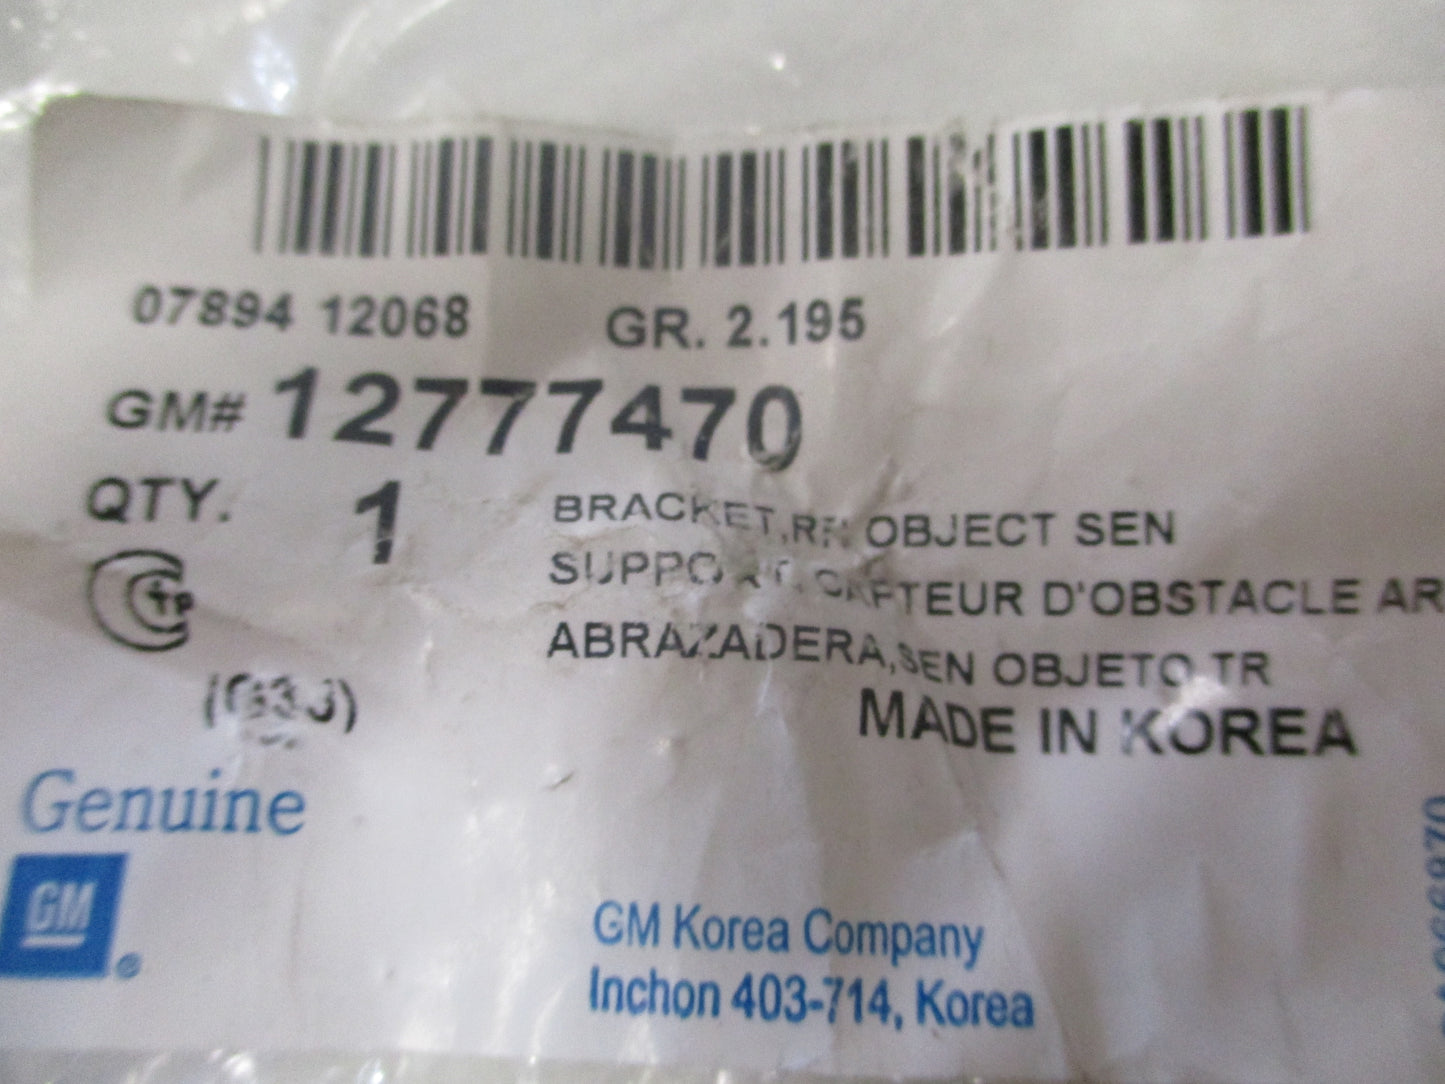 07894 12068 GR. 2.195
GM# 12777470
QTY. 1
BRACKET, OBJECT SEN
SUPPORT, CAPTEUR D'OBSTACLE AR
ABRAZADERA,SEN OBJETO TR
MADE IN KOREA
Genuine
GM
®
GM Korea Company
Inchon 403-714, Korea